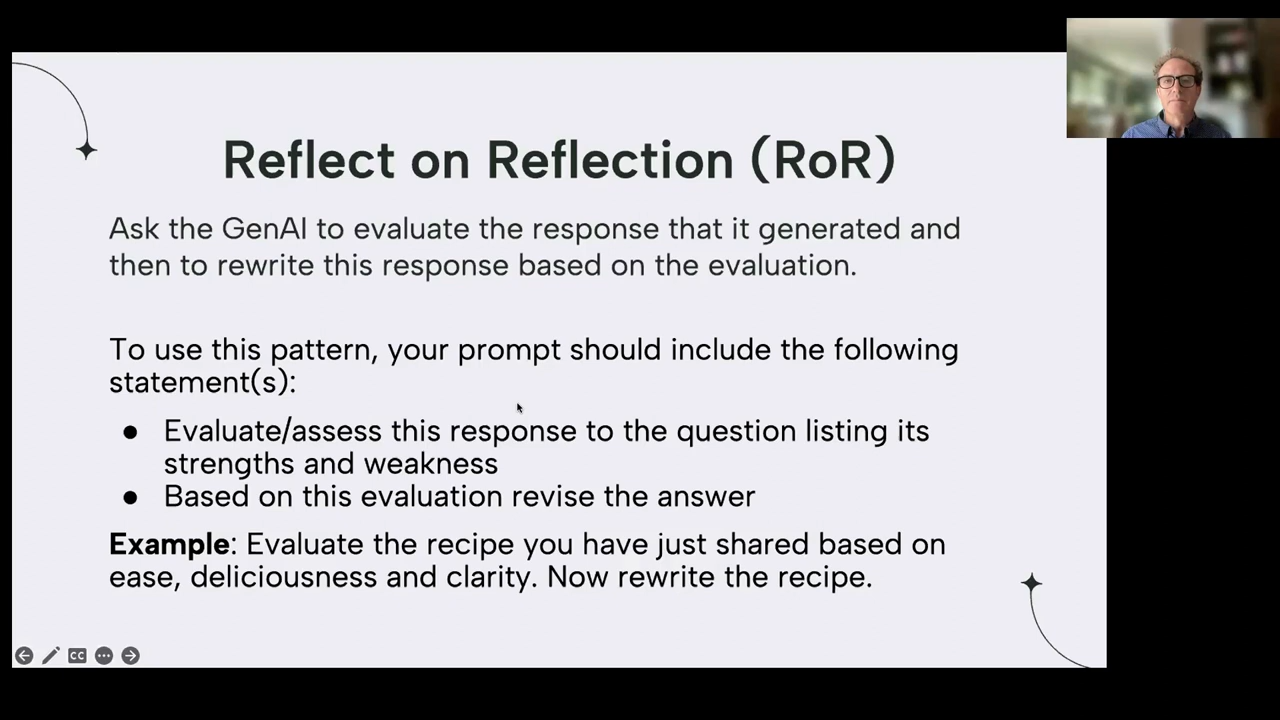 Reflect on Reflection (RoR)
Ask the GenAI to evaluate the response that it generated and
then to rewrite this response based on the evaluation.
To use this pattern, your prompt should include the following
statement(s):
● Evaluate/assess this response to the question listing its
strengths and weakness
● Based on this evaluation revise the answer
Example: Evaluate the recipe you have just shared based on
ease, deliciousness and clarity. Now rewrite the recipe.
CC